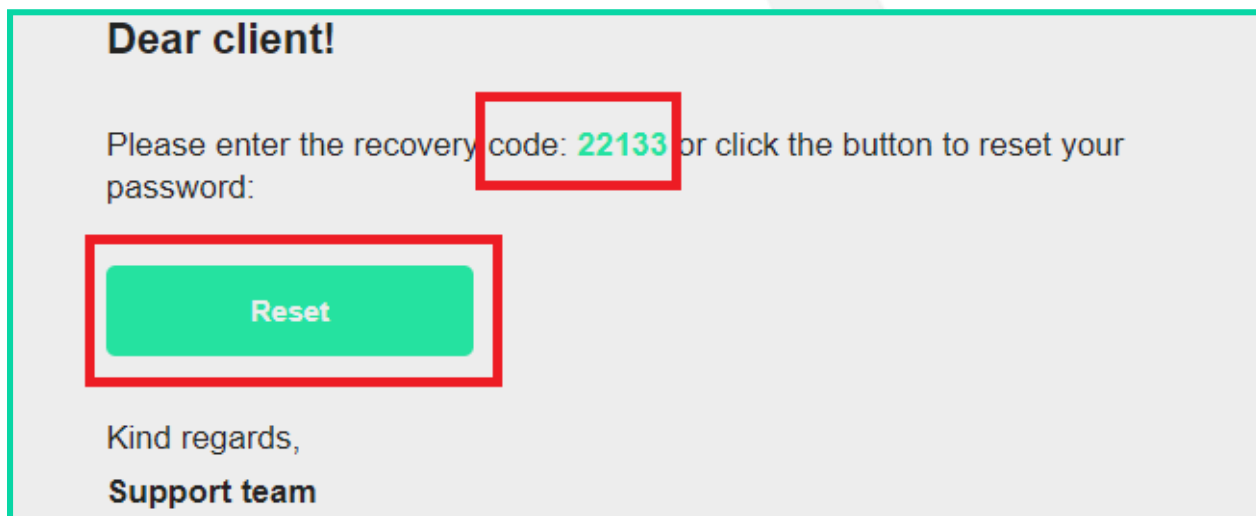 Dear client!
Please enter the recovery code: 22133 or click the button to reset your
password:
Reset
Kind regards,
Support team